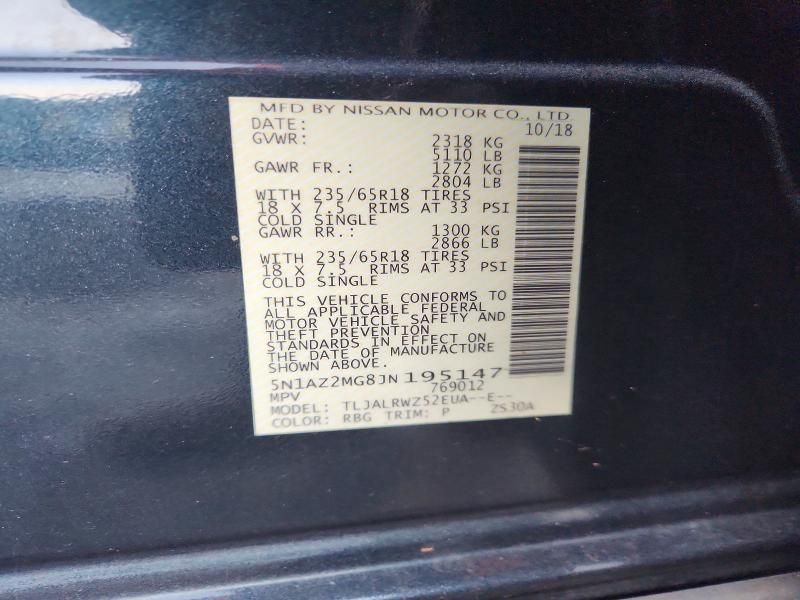 MFD BY NISSAN MOTOR CO., LTD
DATE: 10/18
GVWR: 2318 KG
5110 LB
GAWR FR.: 1272 KG
2804 LB
WITH 235/65R18 TIRES
18 X 7.5 RIMS AT 33 PSI
COLD SINGLE
GAWR RR.: 1300 KG
2866 LB
WITH 235/65R18 TIRES
18 X 7.5 RIMS AT 33 PSI
COLD SINGLE
THIS VEHICLE CONFORMS TO
ALL APPLICABLE FEDERAL
MOTOR VEHICLE SAFETY AND
THEFT PREVENTION
STANDARDS IN EFFECT ON
THE DATE OF MANUFACTURE
SHOWN ABOVE.
5N1AZ2MG8JN195147
MPV 769012
MODEL: TLJALRWZ52EUA--E--
COLOR: RBG TRIM: P ZS30A